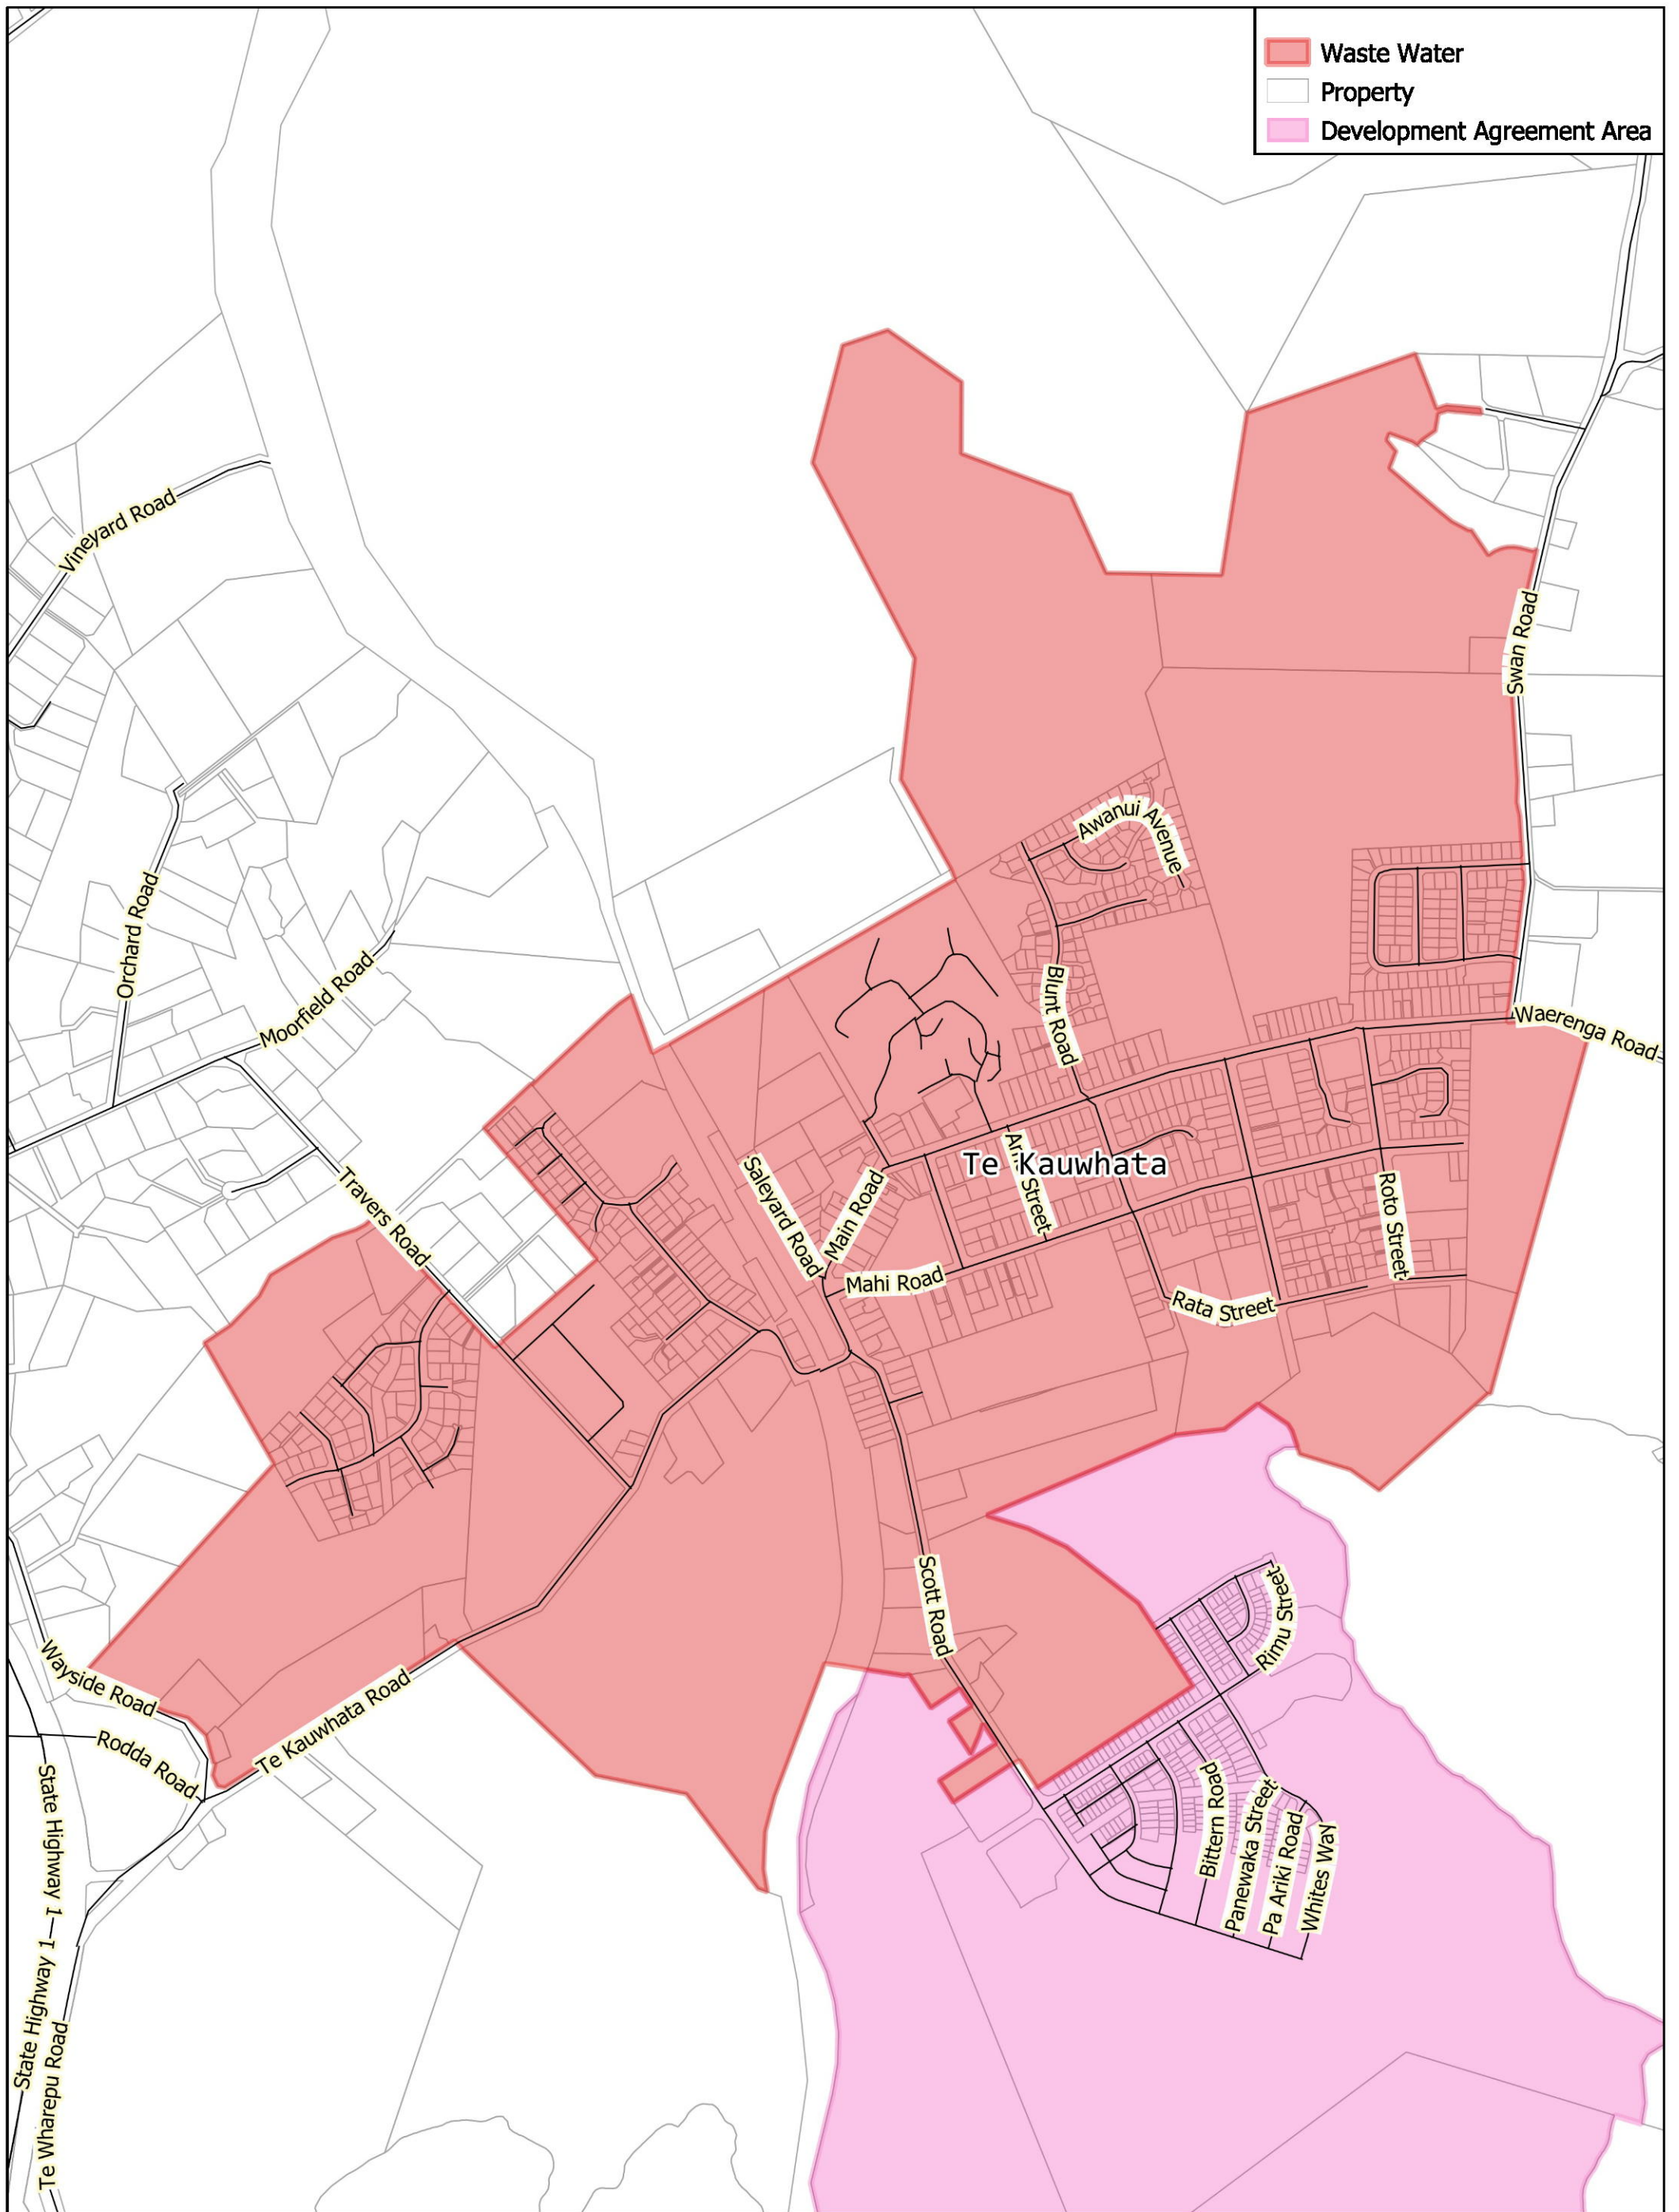 Waste Water
Property
Development Agreement Area
Vineyard Road
Swan Road
Awanui Avenue
Orchard Road
Moorfield Road
Blunt Road
Waerenga Road
Te Kauwhata
Street
Saleyard Road
Main Road
Travers Road
Roto Street
Mahi Road
Rata Street
Scott Road
Rimu Street
Wayside Road
Rodda Road
Te Kauwhata Road
Bittern Road
Panewaka Street
Pa Ariki Road
Whites Way
State Highway 1
State Highway 1
Te Wharepu Road